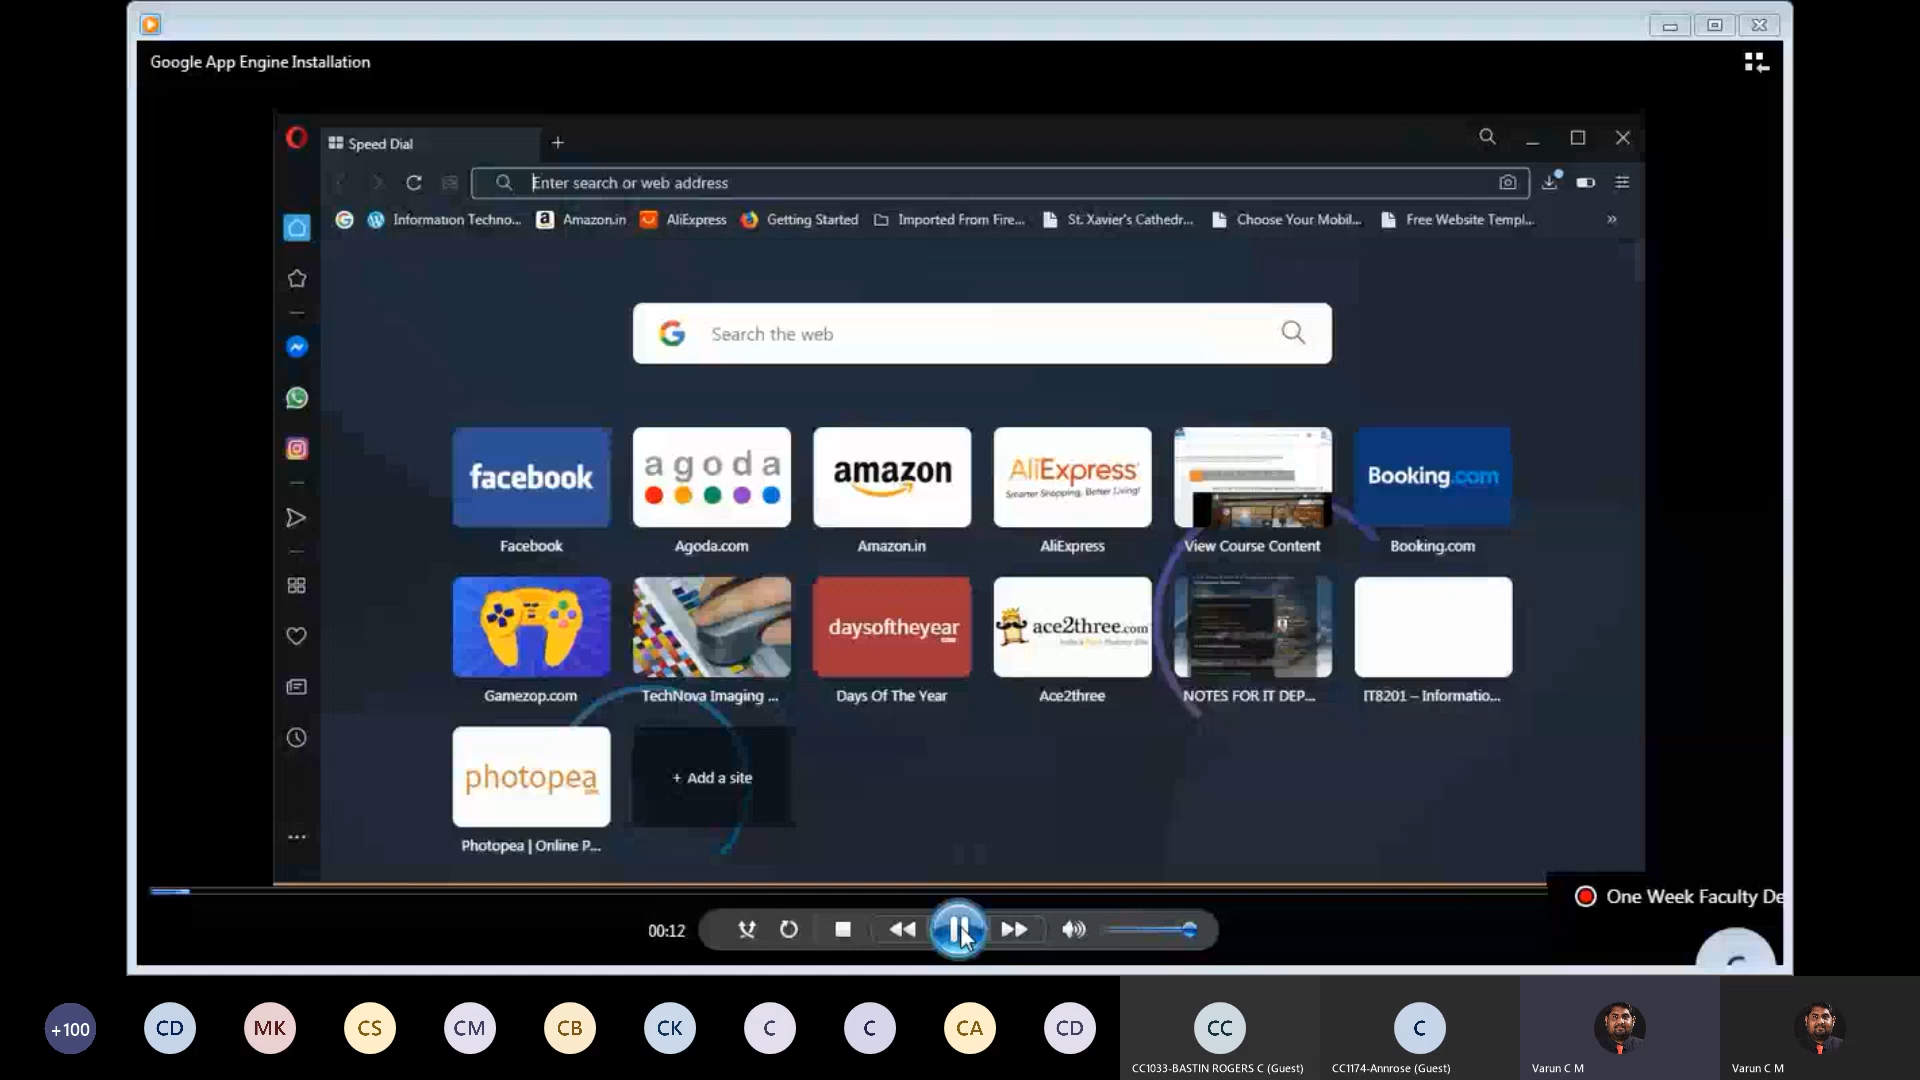 Google App Engine Installation
Speed Dial
Enter search or web address
Information Techno... Amazon.in AliExpress Getting Started Imported From Fire... St. Xavier's Cathedr... Choose Your Mobil... Free Website Templ...
Search the web
facebook agoda amazon AliExpress Booking.com
Smarter Shopping, Better Living!
Facebook Agoda.com Amazon.in AliExpress View Course Content Booking.com
daysoftheyear ace2three.com
Gamezop.com TechNova Imaging ... Days Of The Year Ace2three NOTES FOR IT DEP... IT8201 – Informatio...
photopea + Add a site
Photopea | Online P...
One Week Faculty De
00:12
C
+100 CD MK CS CM CB CK C C CA CD CC C
CC1033-BASTIN ROGERS C (Guest) CC1174-Annrose (Guest) Varun C M Varun C M